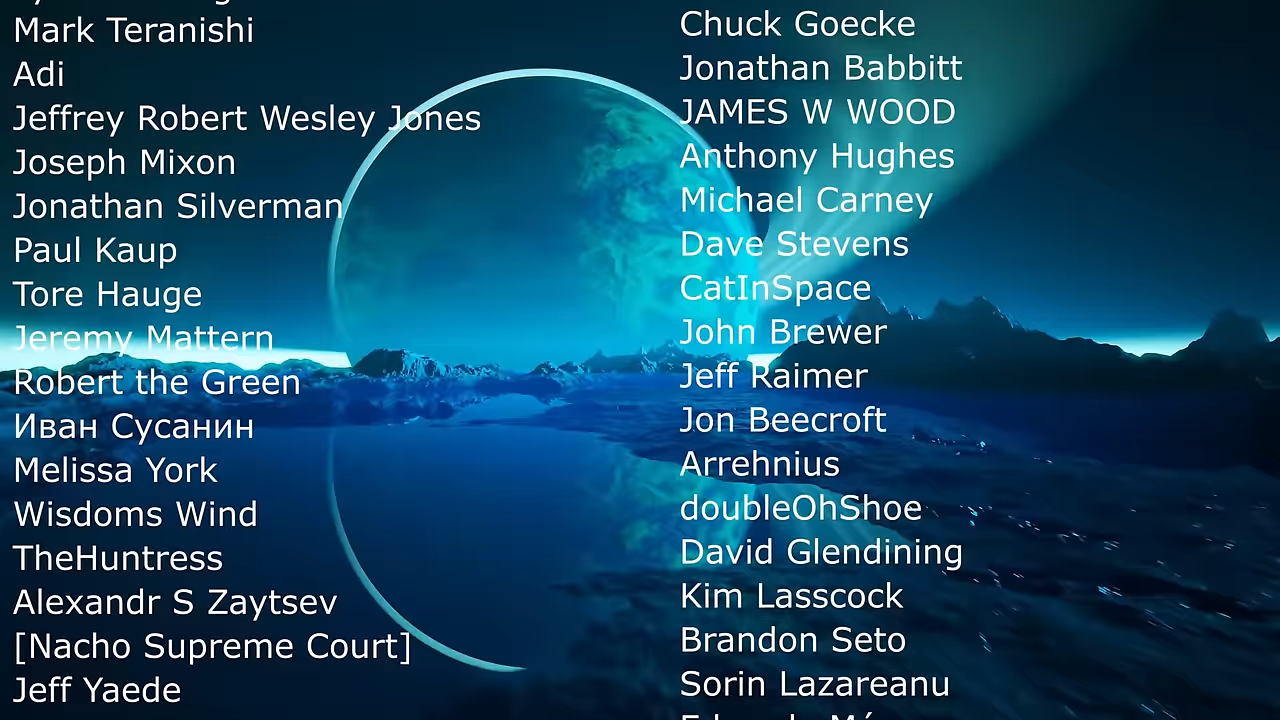 Mark Teranishi
Adi
Jeffrey Robert Wesley Jones
Joseph Mixon
Jonathan Silverman
Paul Kaup
Tore Hauge
Jeremy Mattern
Robert the Green
Иван Сусанин
Melissa York
Wisdoms Wind
TheHuntress
Alexandr S Zaytsev
[Nacho Supreme Court]
Jeff Yaede
Chuck Goecke
Jonathan Babbitt
JAMES W WOOD
Anthony Hughes
Michael Carney
Dave Stevens
CatInSpace
John Brewer
Jeff Raimer
Jon Beecroft
Arrehnius
doubleOhShoe
David Glendining
Kim Lasscock
Brandon Seto
Sorin Lazareanu